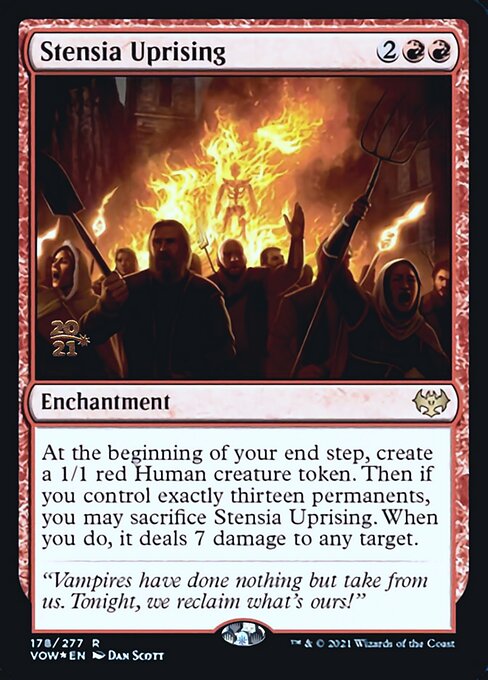 Stensia Uprising 2
20
21
Enchantment
At the beginning of your end step, create
a 1/1 red Human creature token. Then if
you control exactly thirteen permanents,
you may sacrifice Stensia Uprising. When
you do, it deals 7 damage to any target.
“Vampires have done nothing but take from
us. Tonight, we reclaim what’s ours!”
178/277 R
VOW★EN Dan Scott
™ & © 2021 Wizards of the Coast